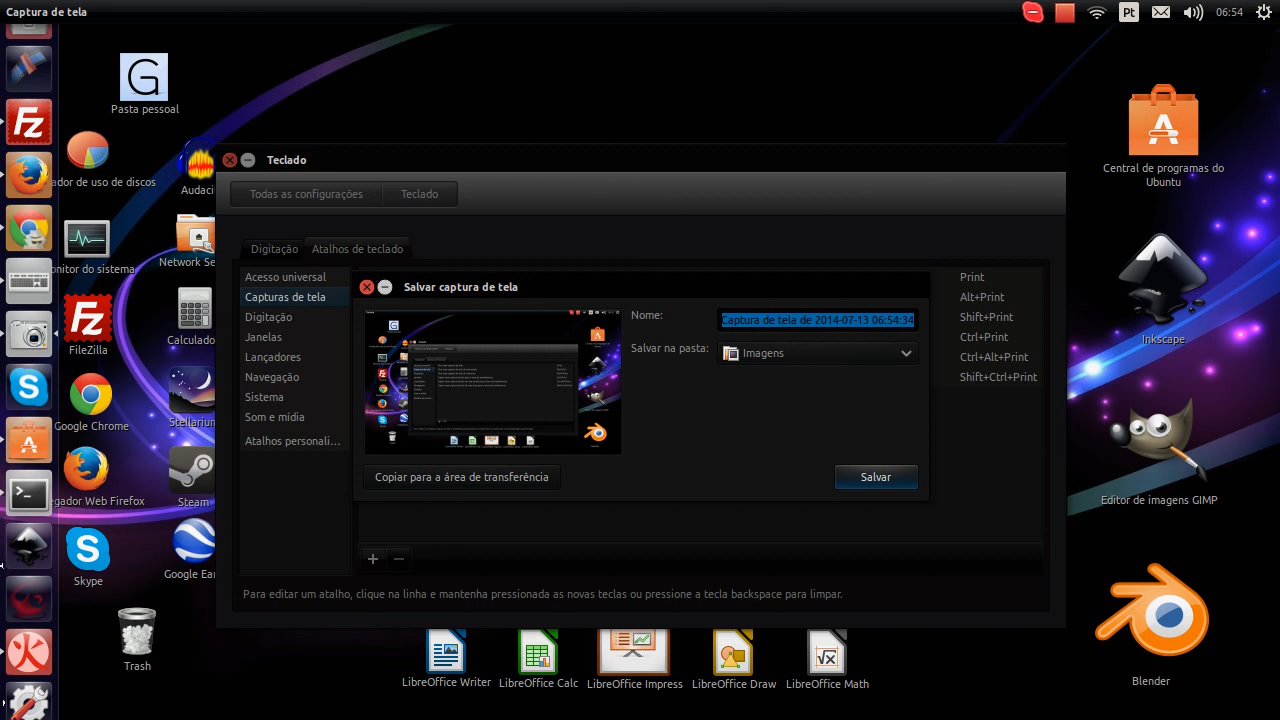 Captura de tela
Pt
06:54
G
Pasta pessoal
ador de uso de discos
Audaci
Central de programas do
Ubuntu
Teclado
Todas as configurações
Teclado
Digitação
Atalhos de teclado
Network Se
onitor do sistema
Acesso universal
Capturas de tela
Digitação
Janelas
Lançadores
Navegação
Sistema
Som e mídia
Atalhos personali...
Print
Alt+Print
Shift+Print
Ctrl+Print
Ctrl+Alt+Print
Shift+Ctrl+Print
Salvar captura de tela
Nome:
Captura de tela de 2014-07-13 06:54:34
Salvar na pasta:
Imagens
Copiar para a área de transferência
Salvar
FileZilla
Calculado
Inkscape
Google Chrome
Stellarium
gador Web Firefox
Steam
Editor de imagens GIMP
Skype
Google Ear
Para editar um atalho, clique na linha e mantenha pressionada as novas teclas ou pressione a tecla backspace para limpar.
Trash
LibreOffice Writer
LibreOffice Calc
LibreOffice Impress
LibreOffice Draw
LibreOffice Math
Blender